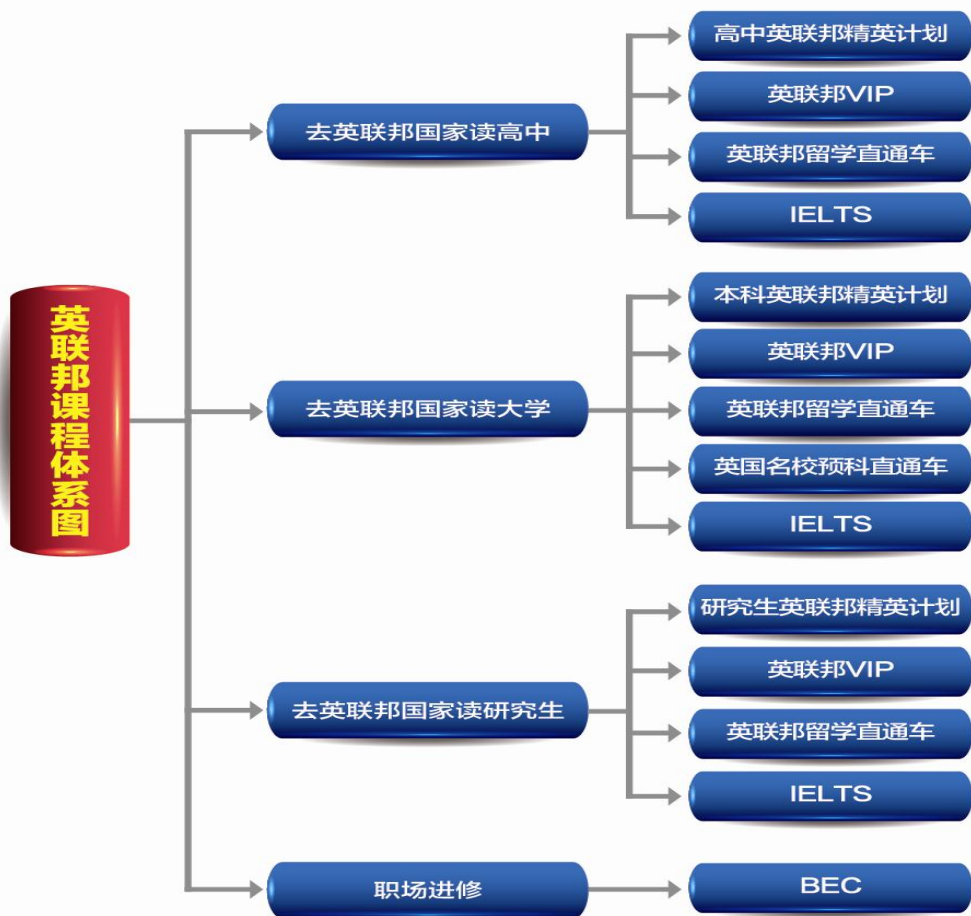 英联邦课程体系图
去英联邦国家读高中
高中英联邦精英计划
英联邦VIP
英联邦留学直通车
IELTS
去英联邦国家读大学
本科英联邦精英计划
英联邦VIP
英联邦留学直通车
英国名校预科直通车
IELTS
去英联邦国家读研究生
研究生英联邦精英计划
英联邦VIP
英联邦留学直通车
IELTS
职场进修
BEC